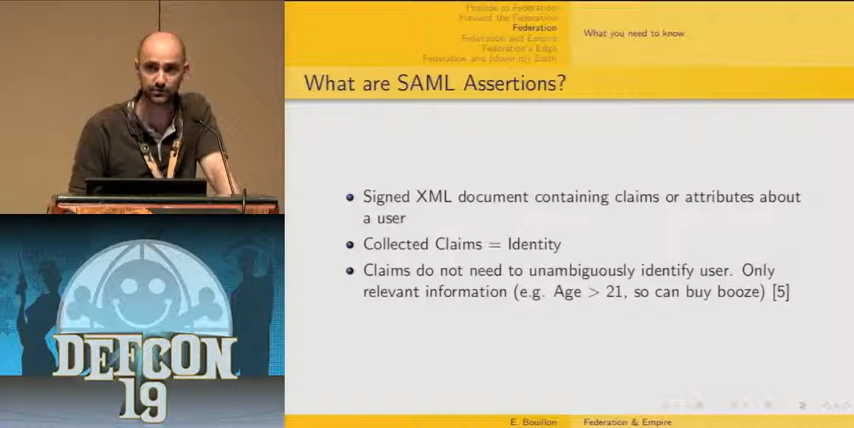 Prelude to Federation
Forward the Federation
Federation
Federation and Empire
Federation's Edge
Federation and (down to) Earth
What you need to know
What are SAML Assertions?
Signed XML document containing claims or attributes about
a user
Collected Claims = Identity
Claims do not need to unambiguously identify user. Only
relevant information (e.g. Age > 21, so can buy booze) [5]
DEFCON
19
E. Bouillon
Federation & Empire